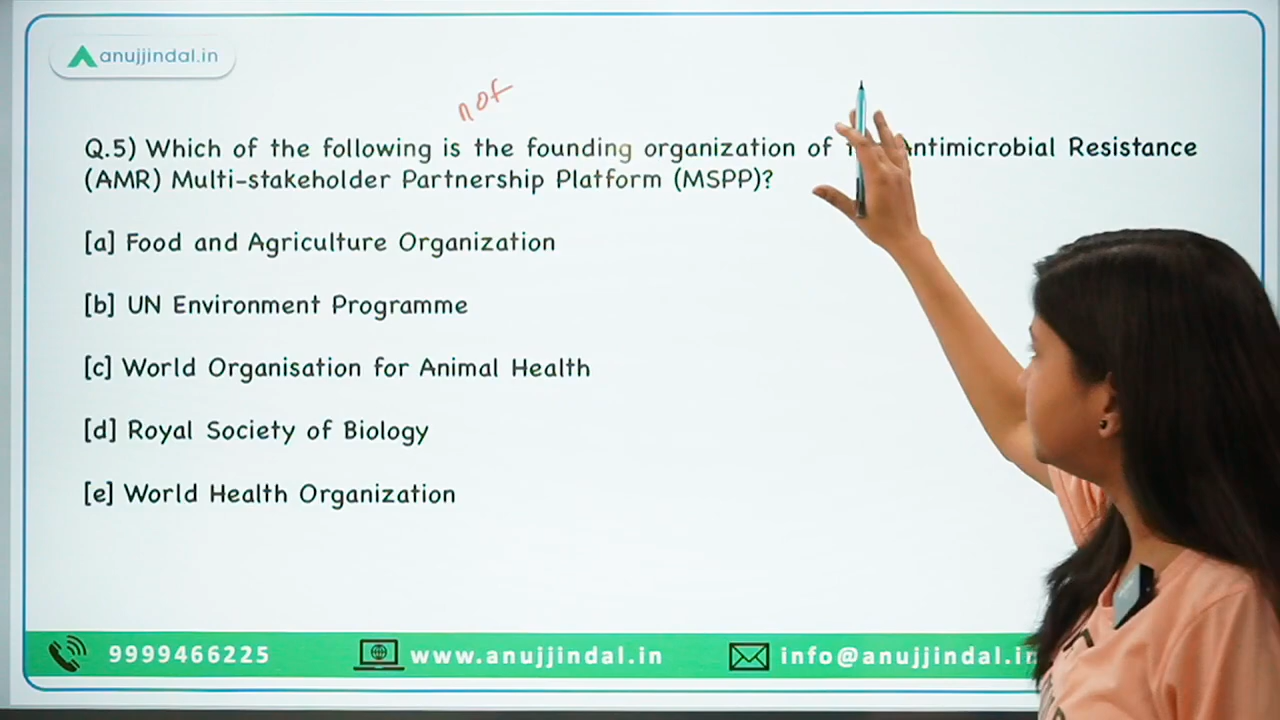 anujjindal.in
not
Q.5) Which of the following is the founding organization of Antimicrobial Resistance
(AMR) Multi-stakeholder Partnership Platform (MSPP)?
[a] Food and Agriculture Organization
[b] UN Environment Programme
[c] World Organisation for Animal Health
[d] Royal Society of Biology
[e] World Health Organization
9999466225 www.anujjindal.in info@anujjindal.in